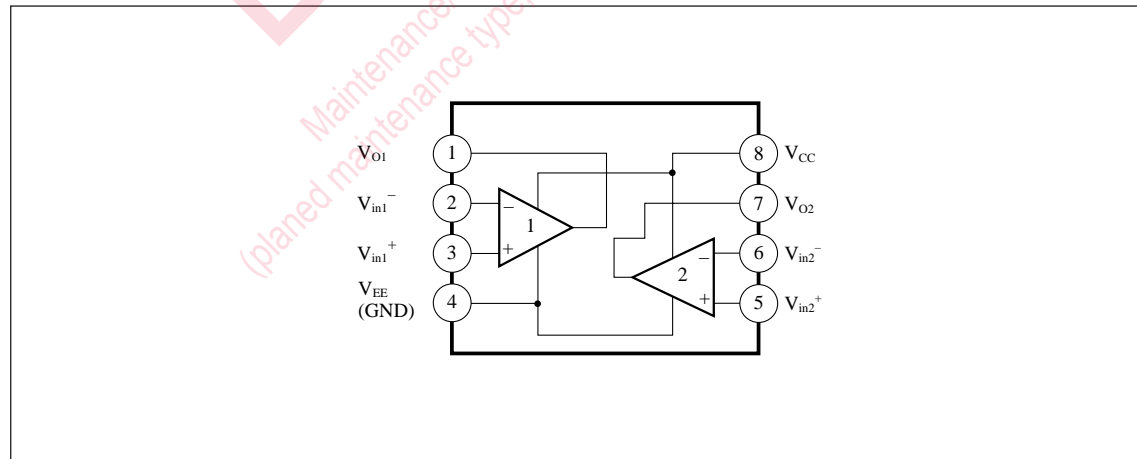 Maintenance/
(planed maintenance type,
V_O1
1
8
V_CC
V_in1^−
2
−
1
7
V_O2
V_in1^+
3
+
−
2
6
V_in2^−
V_EE
(GND)
4
+
5
V_in2^+